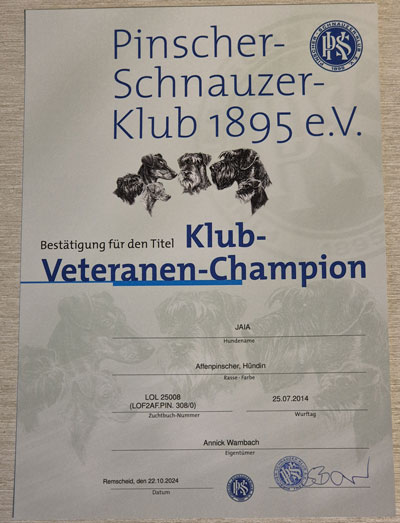 Pinscher-
Schnauzer-
Klub 1895 e.V.
Bestätigung für den Titel Klub-
Veteranen-Champion
JAIA
Hundename
Affenpinscher, Hündin
Rasse · Farbe
LOL 25008
(LOF2AF.PIN. 308/0)
25.07.2014
Zuchtbuch-Nummer
Wurftag
Annick Wambach
Eigentümer
Remscheid, den 22.10.2024
Datum